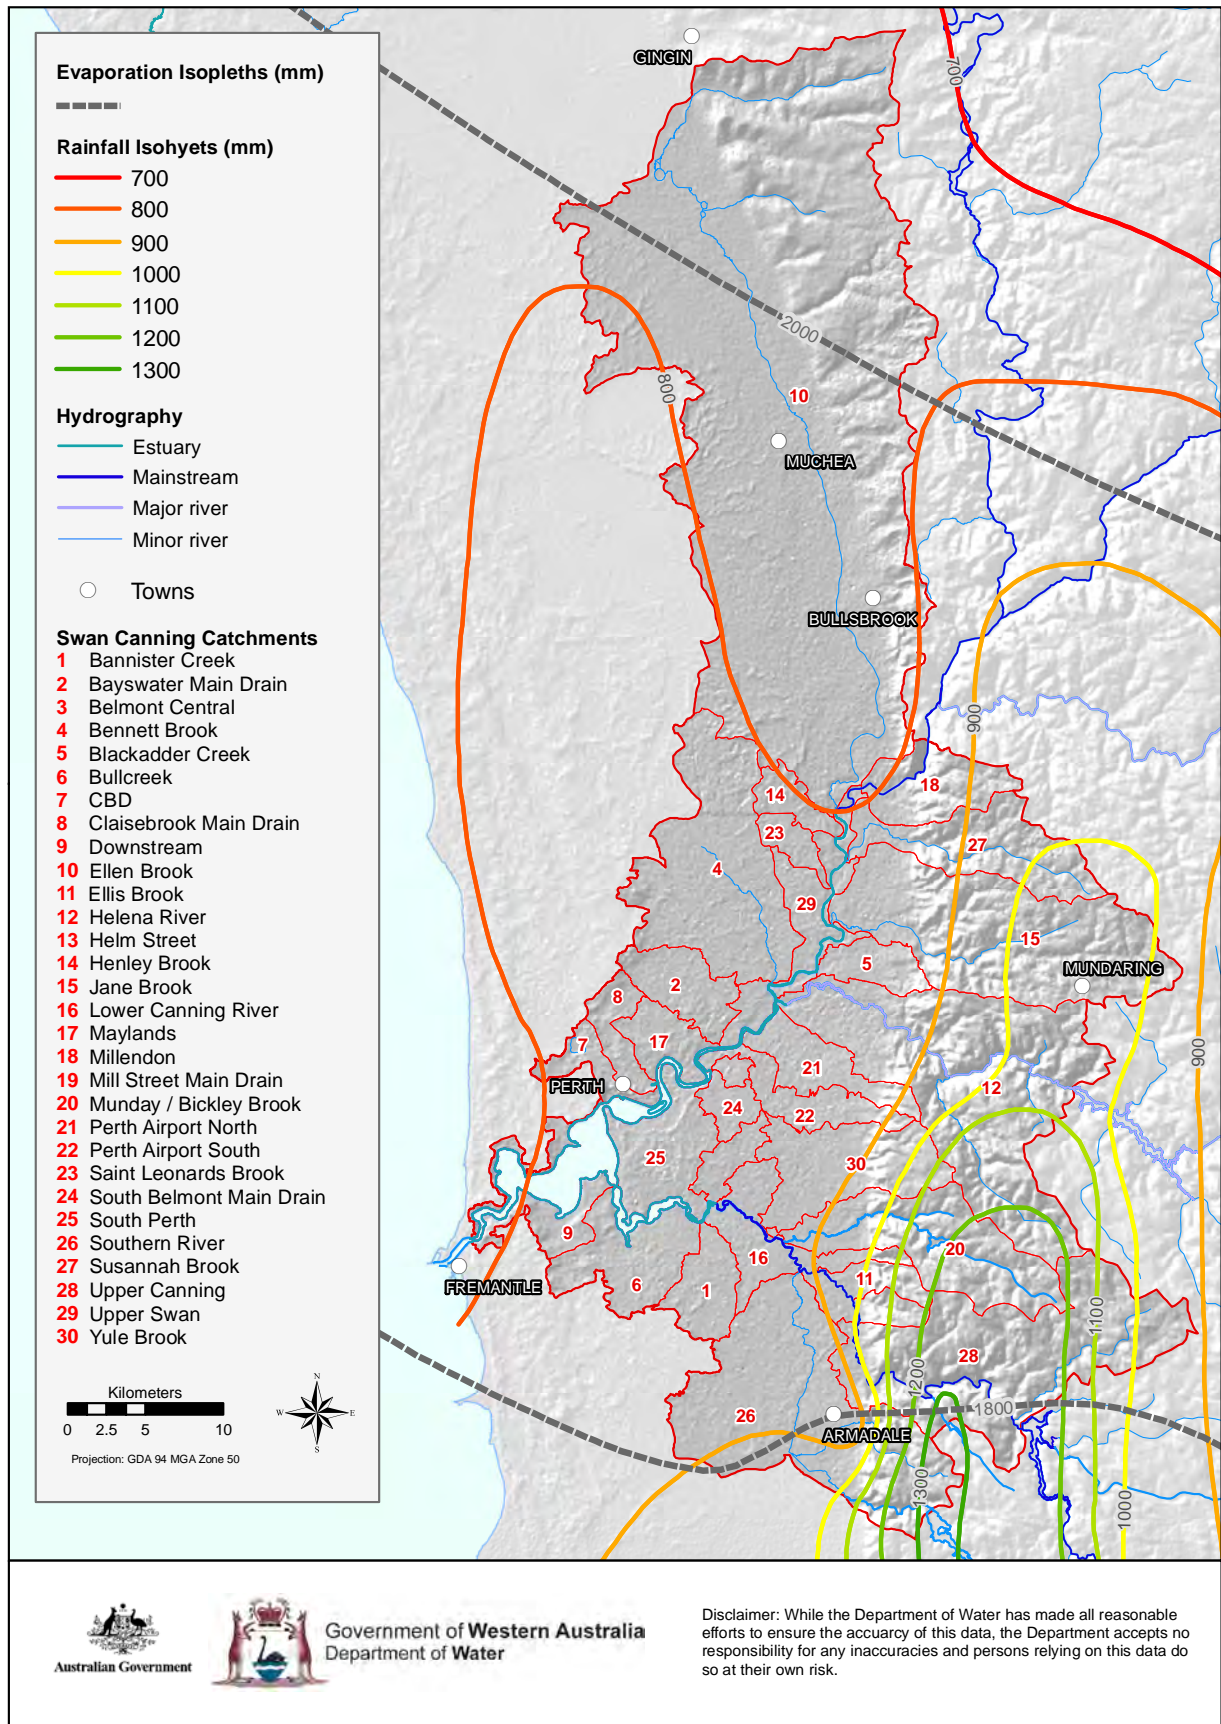 Evaporation Isopleths (mm)
Rainfall Isohyets (mm)
700
800
900
1000
1100
1200
1300
Hydrography
Estuary
Mainstream
Major river
Minor river
Towns
Swan Canning Catchments
1 Bannister Creek
2 Bayswater Main Drain
3 Belmont Central
4 Bennett Brook
5 Blackadder Creek
6 Bullcreek
7 CBD
8 Claisebrook Main Drain
9 Downstream
10 Ellen Brook
11 Ellis Brook
12 Helena River
13 Helm Street
14 Henley Brook
15 Jane Brook
16 Lower Canning River
17 Maylands
18 Millendon
19 Mill Street Main Drain
20 Munday / Bickley Brook
21 Perth Airport North
22 Perth Airport South
23 Saint Leonards Brook
24 South Belmont Main Drain
25 South Perth
26 Southern River
27 Susannah Brook
28 Upper Canning
29 Upper Swan
30 Yule Brook
Kilometers
0 2.5 5 10
N
W E
S
Projection: GDA 94 MGA Zone 50
GINGIN
700
2000
800
10
MUCHEA
BULLSBROOK
900
18
14
23
27
4
29
15
5
MUNDARING
2
8
17
7
900
21
PERTH
12
24
22
25
30
9
16
20
FREMANTLE
6
1
11
1100
28
1200
1800
26
ARMADALE
1300
1000
Australian Government
Government of Western Australia
Department of Water
Disclaimer: While the Department of Water has made all reasonable
efforts to ensure the accuarcy of this data, the Department accepts no
responsibility for any inaccuracies and persons relying on this data do
so at their own risk.